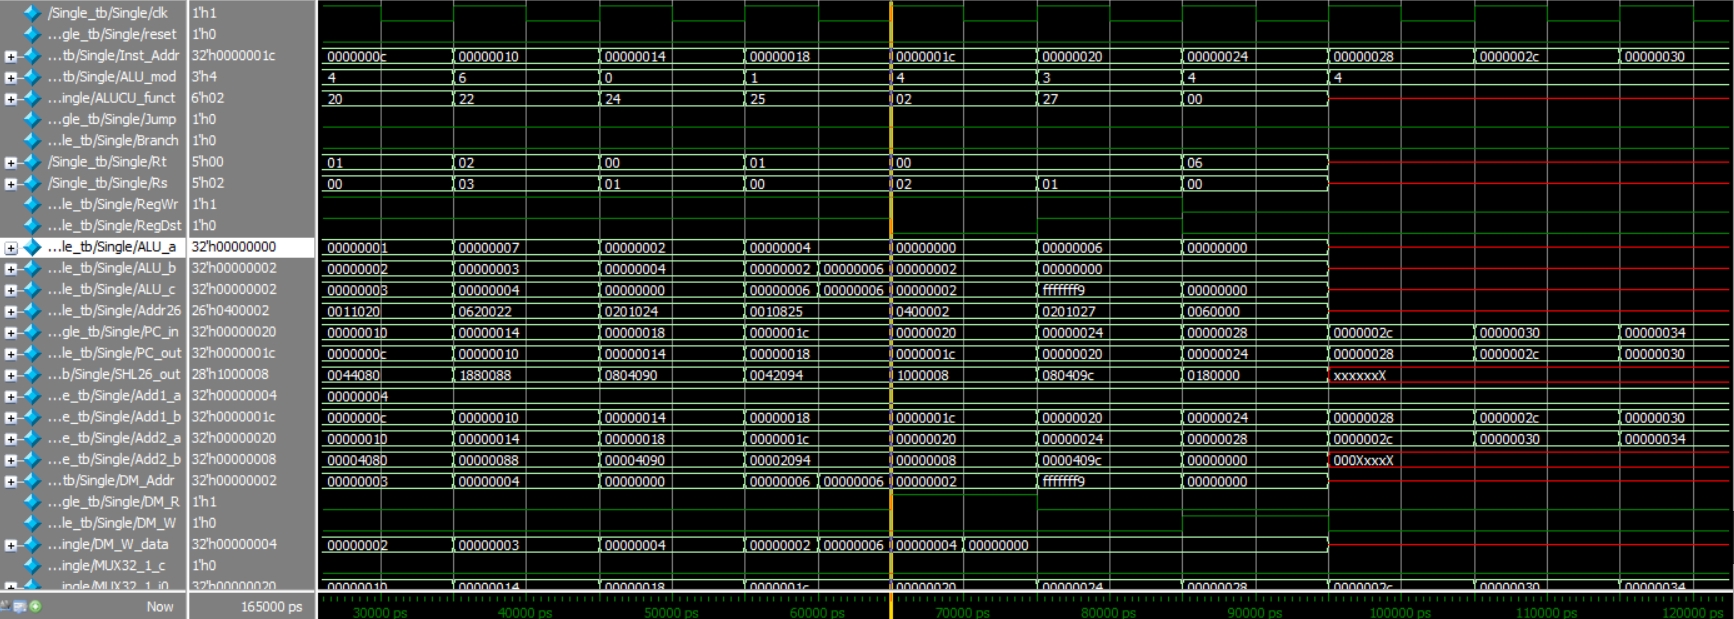 /Single_tb/Single/clk 1'h1
...gle_tb/Single/reset 1'h0
...tb/Single/Inst_Addr 32'h0000001c 0000000c 00000010 00000014 00000018 0000001c 00000020 00000024 00000028 0000002c 00000030
...tb/Single/ALU_mod 3'h4 4 6 0 1 4 3 4 4
...ingle/ALUCU_funct 6'h02 20 22 24 25 02 27 00
...gle_tb/Single/Jump 1'h0
...le_tb/Single/Branch 1'h0
/Single_tb/Single/Rt 5'h00 01 02 00 01 00 06
/Single_tb/Single/Rs 5'h02 00 03 01 00 02 01 00
...le_tb/Single/RegWr 1'h1
...le_tb/Single/RegDst 1'h0
...le_tb/Single/ALU_a 32'h00000000 00000001 00000007 00000002 00000004 00000000 00000006 00000000
...le_tb/Single/ALU_b 32'h00000002 00000002 00000003 00000004 00000002 00000006 00000002 00000000
...le_tb/Single/ALU_c 32'h00000002 00000003 00000004 00000000 00000006 00000006 00000002 fffffff9 00000000
...le_tb/Single/Addr26 26'h0400002 0011020 0620022 0201024 0010825 0400002 0201027 0060000
...gle_tb/Single/PC_in 32'h00000020 00000010 00000014 00000018 0000001c 00000020 00000024 00000028 0000002c 00000030 00000034
...le_tb/Single/PC_out 32'h0000001c 0000000c 00000010 00000014 00000018 0000001c 00000020 00000024 00000028 0000002c 00000030
...b/Single/SHL26_out 28'h1000008 0044080 1880088 0804090 0042094 1000008 080409c 0180000 xxxxxxX
...e_tb/Single/Add1_a 32'h00000004 00000004
...e_tb/Single/Add1_b 32'h0000001c 0000000c 00000010 00000014 00000018 0000001c 00000020 00000024 00000028 0000002c 00000030
...e_tb/Single/Add2_a 32'h00000020 00000010 00000014 00000018 0000001c 00000020 00000024 00000028 0000002c 00000030 00000034
...e_tb/Single/Add2_b 32'h00000008 00004080 00000088 00004090 00002094 00000008 0000409c 00000000 000XxxxX
...tb/Single/DM_Addr 32'h00000002 00000003 00000004 00000000 00000006 00000006 00000002 fffffff9 00000000
...gle_tb/Single/DM_R 1'h1
...le_tb/Single/DM_W 1'h0
...ingle/DM_W_data 32'h00000004 00000002 00000003 00000004 00000002 00000006 00000004 00000000
...ingle/MUX32_1_c 1'h0
...ingle/MUX32_1_i0 32'h00000020 00000010 00000014 00000018 0000001c 00000020 00000024 00000028 0000002c 00000030 00000034
Now 165000 ps 30000 ps 40000 ps 50000 ps 60000 ps 70000 ps 80000 ps 90000 ps 100000 ps 110000 ps 120000 ps